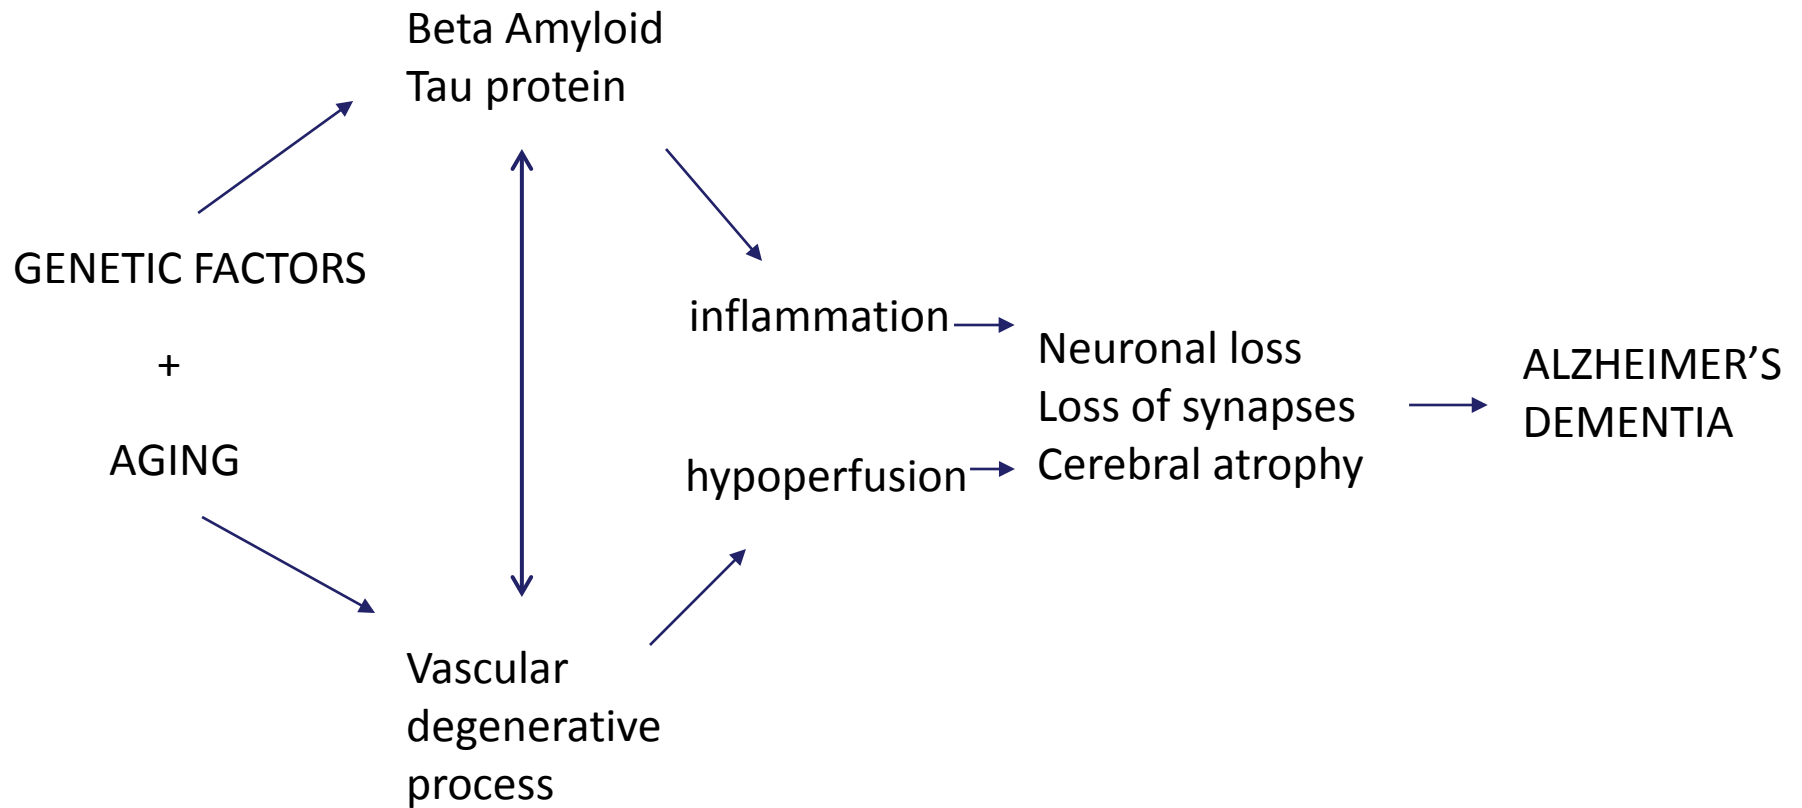 Beta Amyloid
Tau protein
GENETIC FACTORS
+
AGING
inflammation
hypoperfusion
Neuronal loss
Loss of synapses
Cerebral atrophy
ALZHEIMER’S
DEMENTIA
Vascular
degenerative
process